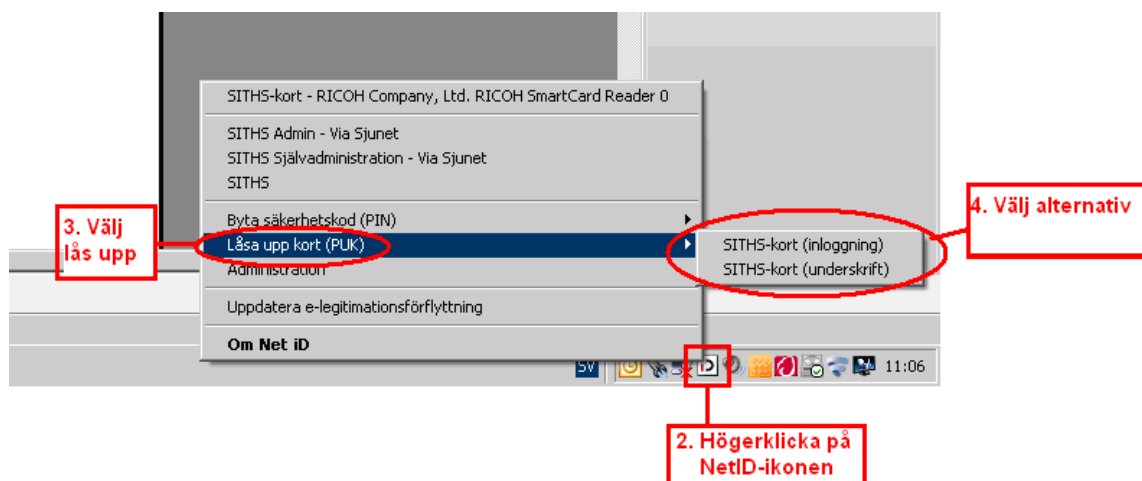 SITHS-kort - RICOH Company, Ltd. RICOH SmartCard Reader 0
SITHS Admin - Via Sjunet
SITHS Självadministration - Via Sjunet
SITHS
Byta säkerhetskod (PIN)
Låsa upp kort (PUK)
Administration
Uppdatera e-legitimationsförflyttning
Om Net iD
3. Välj
lås upp
SITHS-kort (inloggning)
SITHS-kort (underskrift)
4. Välj alternativ
SV
iD
11:06
2. Högerklicka på
NetID-ikonen